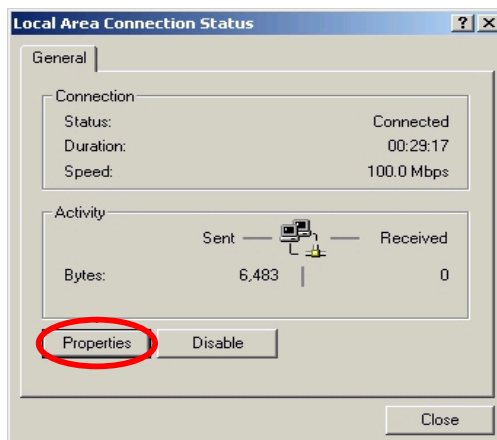 Local Area Connection Status
General
Connection
Status: Connected
Duration: 00:29:17
Speed: 100.0 Mbps
Activity
Sent Received
Bytes: 6,483 0
Properties Disable
Close